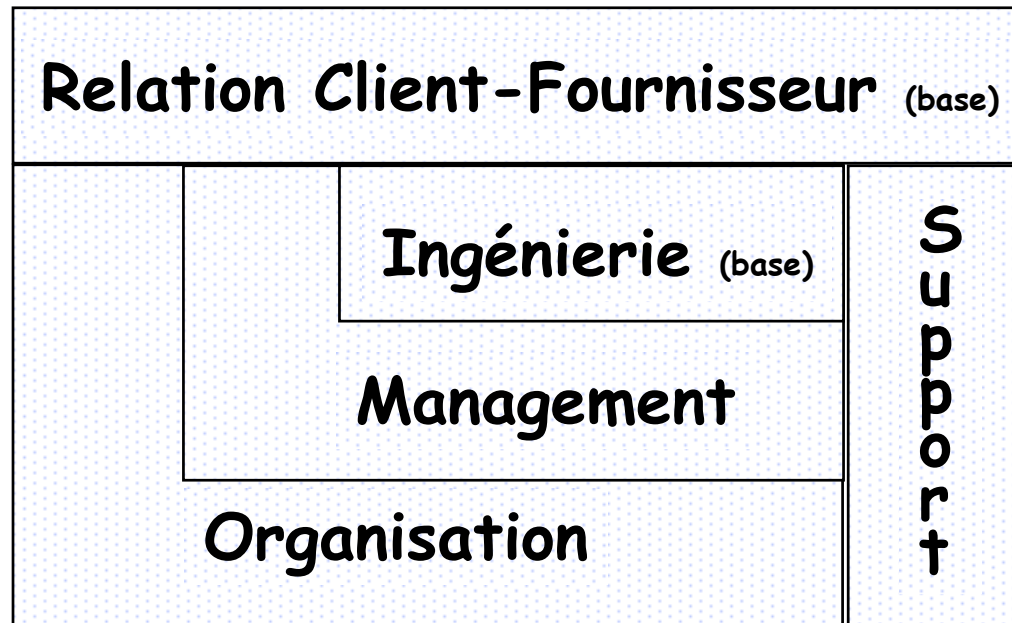 Relation Client-Fournisseur (base)
Ingénierie (base)
Management
Organisation
Support